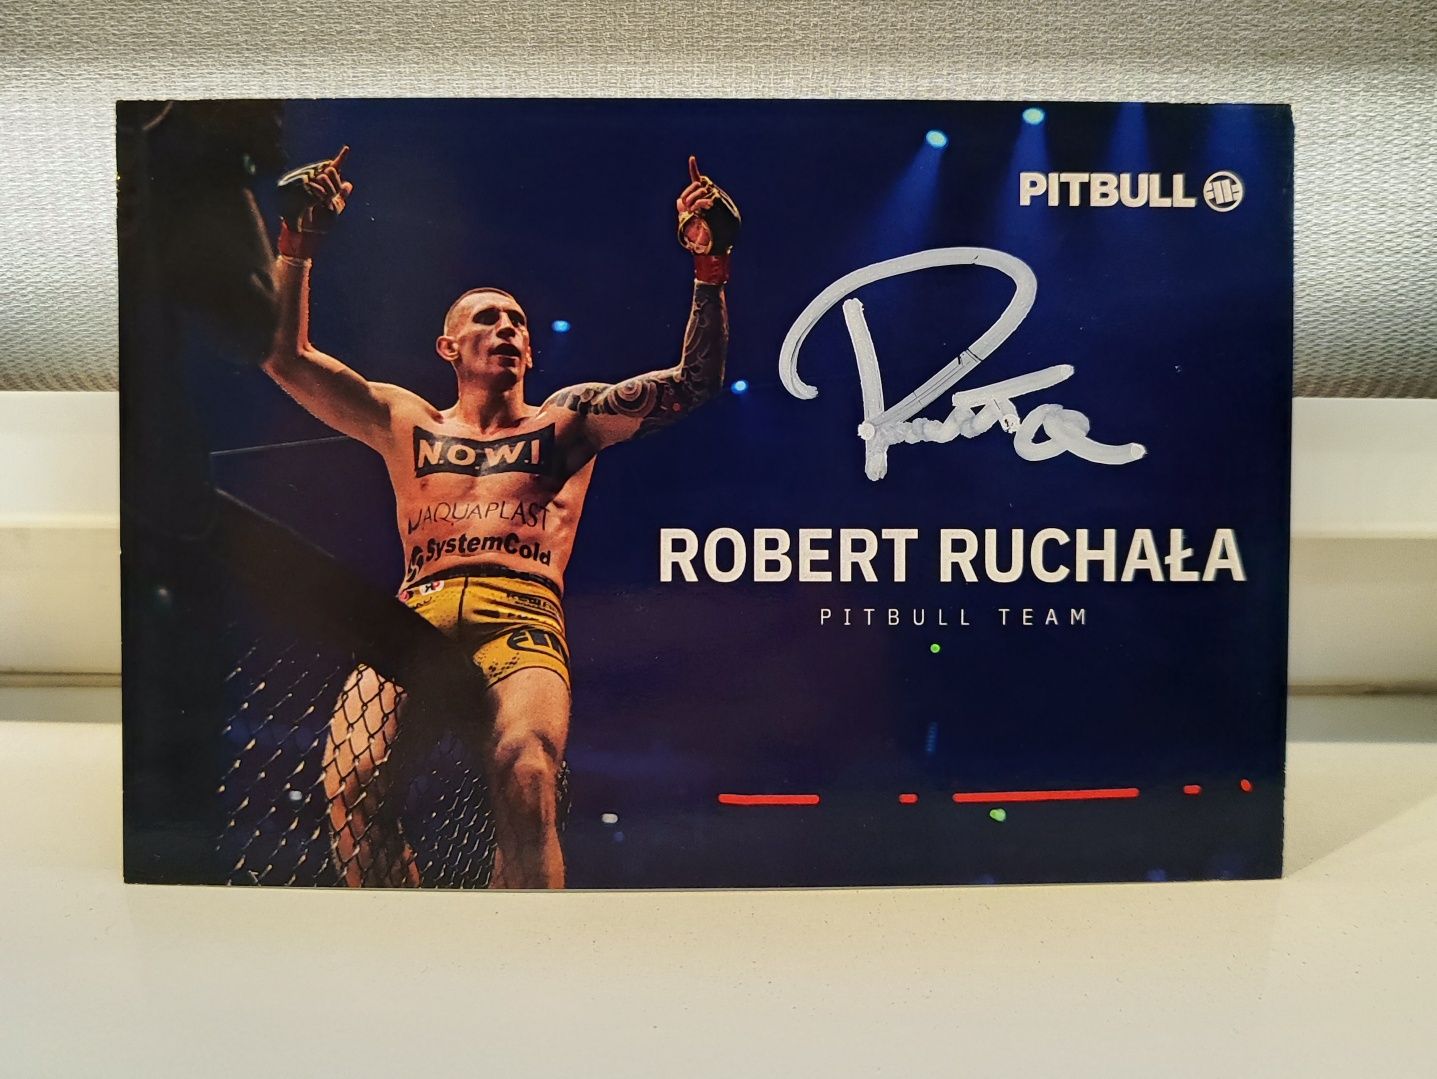 PITBULL
N.O.W.I
AQUAPLAST
SystemCold
ROBERT RUCHAŁA
PITBULL TEAM